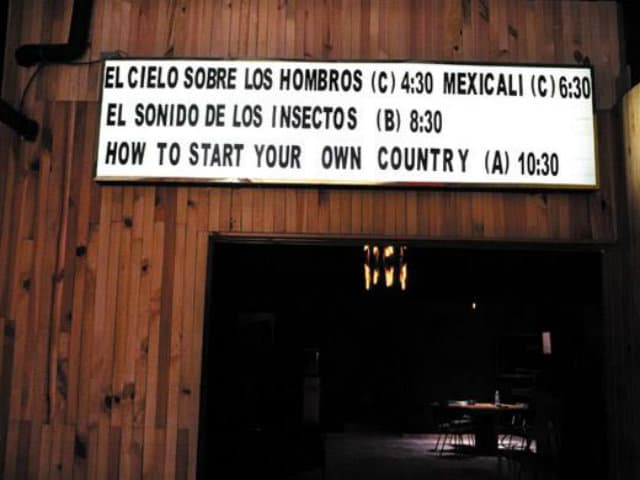 EL CIELO SOBRE LOS HOMBROS (C) 4:30 MEXICALI (C) 6:30
EL SONIDO DE LOS INSECTOS (B) 8:30
HOW TO START YOUR OWN COUNTRY (A) 10:30